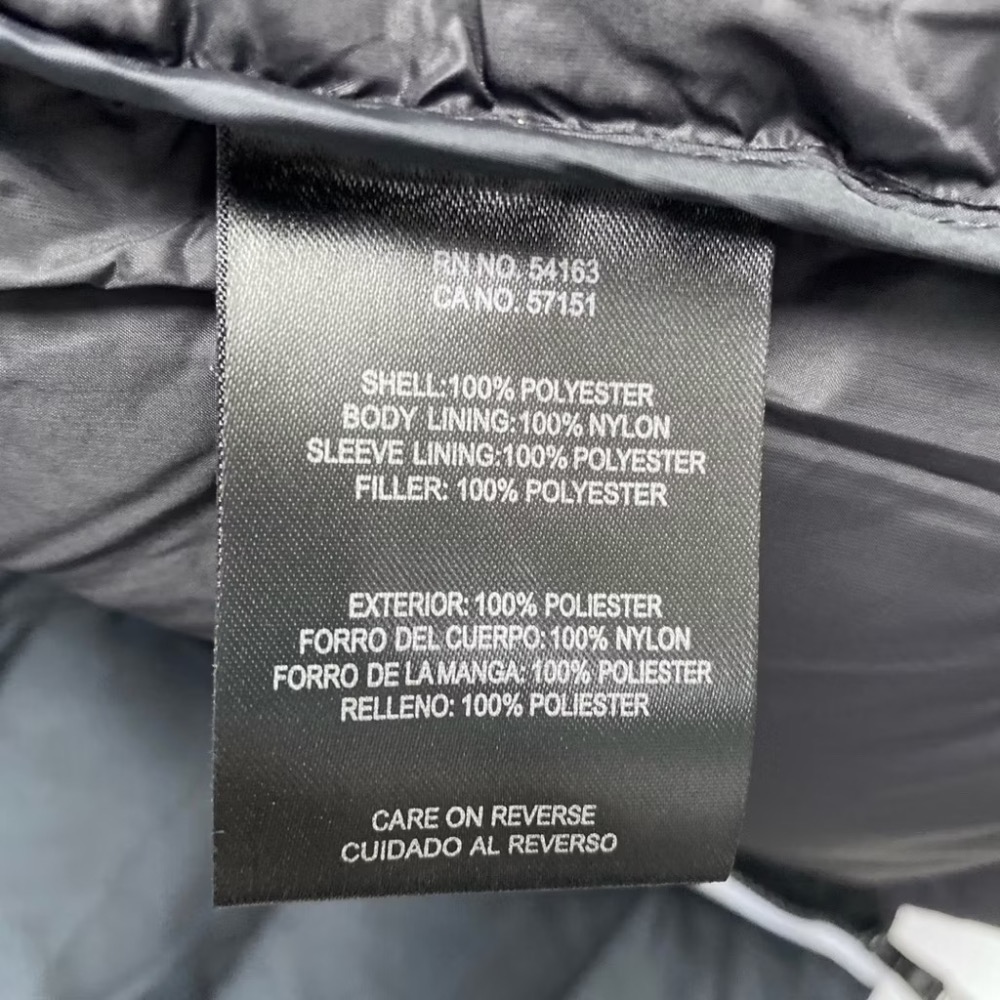 RN NO. 54163
CA NO. 57151
SHELL:100% POLYESTER
BODY LINING:100% NYLON
SLEEVE LINING:100% POLYESTER
FILLER: 100% POLYESTER
EXTERIOR: 100% POLIESTER
FORRO DEL CUERPO: 100% NYLON
FORRO DE LA MANGA: 100% POLIESTER
RELLENO: 100% POLIESTER
CARE ON REVERSE
CUIDADO AL REVERSO